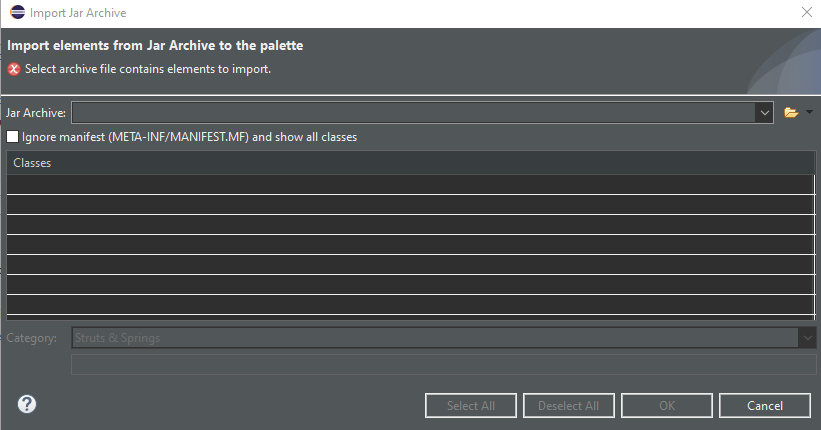 Import Jar Archive
Import elements from Jar Archive to the palette
Select archive file contains elements to import.
Jar Archive:
Ignore manifest (META-INF/MANIFEST.MF) and show all classes
Classes
Category: Struts & Springs
? Select All Deselect All OK Cancel